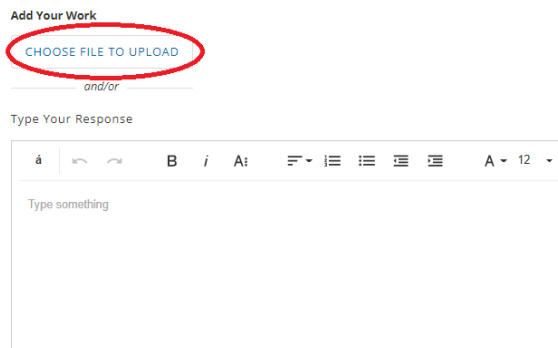 Add Your Work
CHOOSE FILE TO UPLOAD
and/or
Type Your Response
á B i A A 12
Type something